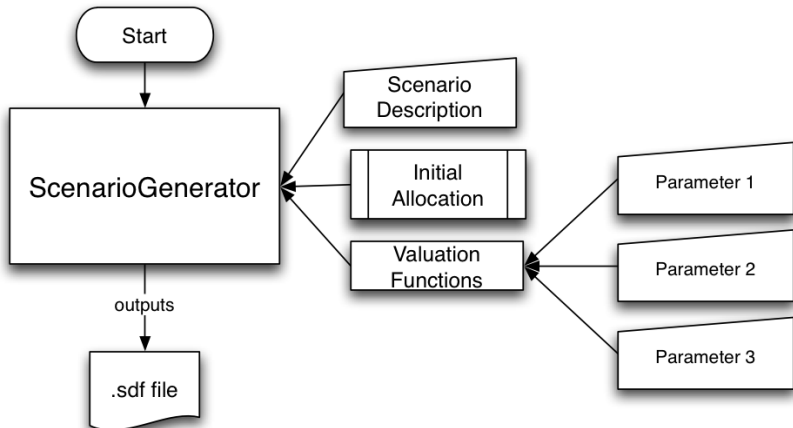 Start
Scenario
Description
ScenarioGenerator
Initial
Allocation
Parameter 1
Valuation
Functions
Parameter 2
outputs
Parameter 3
.sdf file